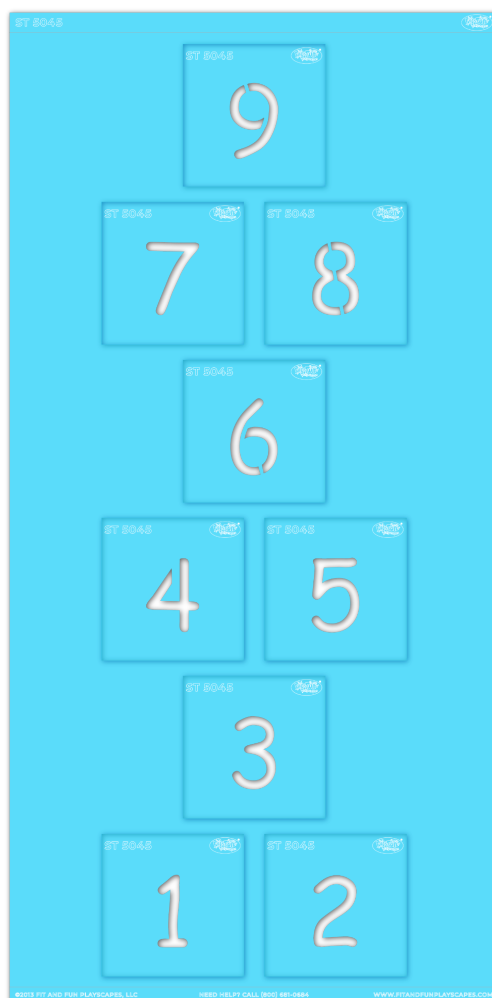 ST 5045
ST 5045
9
ST 5045 ST 5045
7 8
ST 5045
6
ST 5045 ST 5045
4 5
ST 5045
3
ST 5045 ST 5045
1 2
©2013 FIT AND FUN PLAYSCAPES, LLC NEED HELP? CALL (800) 681-0684 WWW.FITANDFUNPLAYSCAPES.COM